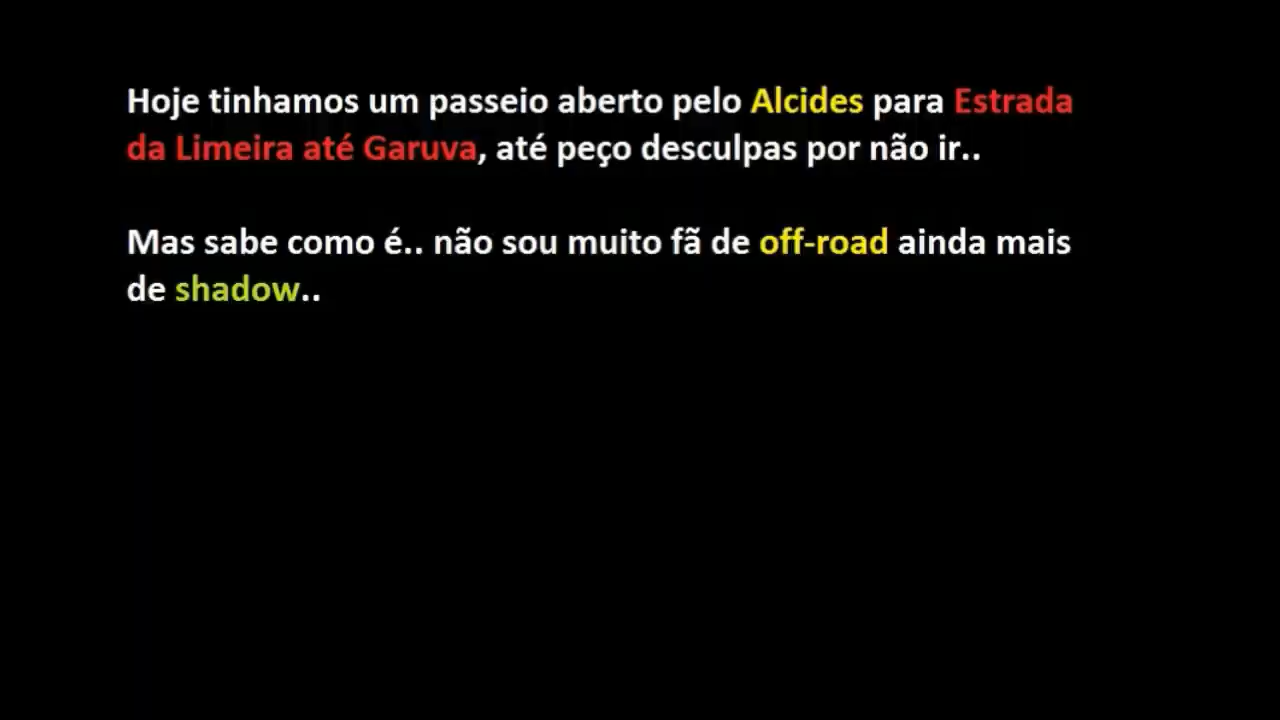 Hoje tinhamos um passeio aberto pelo Alcides para Estrada
da Limeira até Garuva, até peço desculpas por não ir..
Mas sabe como é.. não sou muito fã de off-road ainda mais
de shadow..